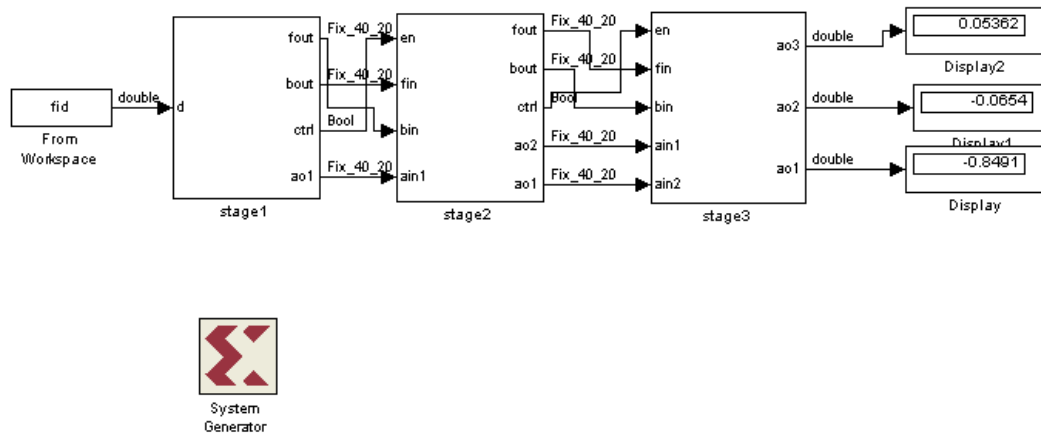 fid
From
Workspace
double
d
fout
bout
ctrl
ao1
stage1
Fix_40_20
Fix_40_20
Bool
Fix_40_20
en
fin
bin
ain1
fout
bout
ctrl
ao2
ao1
stage2
Fix_40_20
Fix_40_20
Bool
Fix_40_20
Fix_40_20
en
fin
bin
ain1
ain2
ao3
ao2
ao1
stage3
double
double
double
0.05362
Display2
-0.0654
Display1
-0.8491
Display
System
Generator